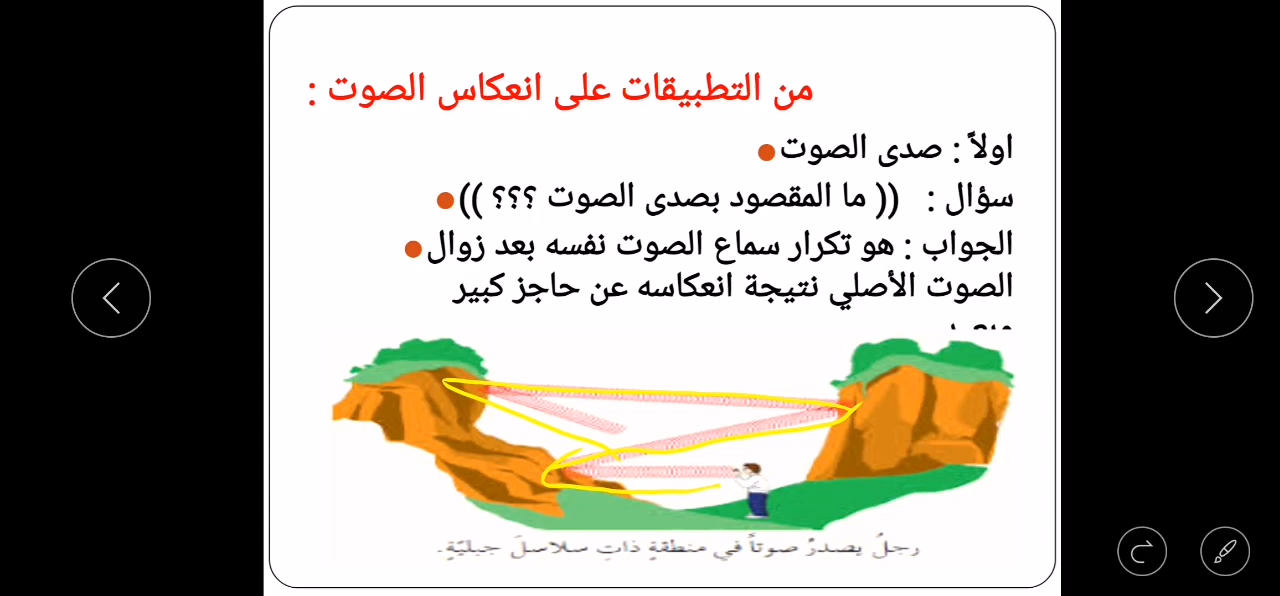 من التطبيقات على انعكاس الصوت :
اولاً : صدى الصوت
سؤال : (( ما المقصود بصدى الصوت ؟؟؟ ))
الجواب : هو تكرار سماع الصوت نفسه بعد زوال
الصوت الأصلي نتيجة انعكاسه عن حاجز كبير
رجلُ يصدرُ صوتاً في منطقةٍ ذاتِ سلاسلَ جبليّةٍ.